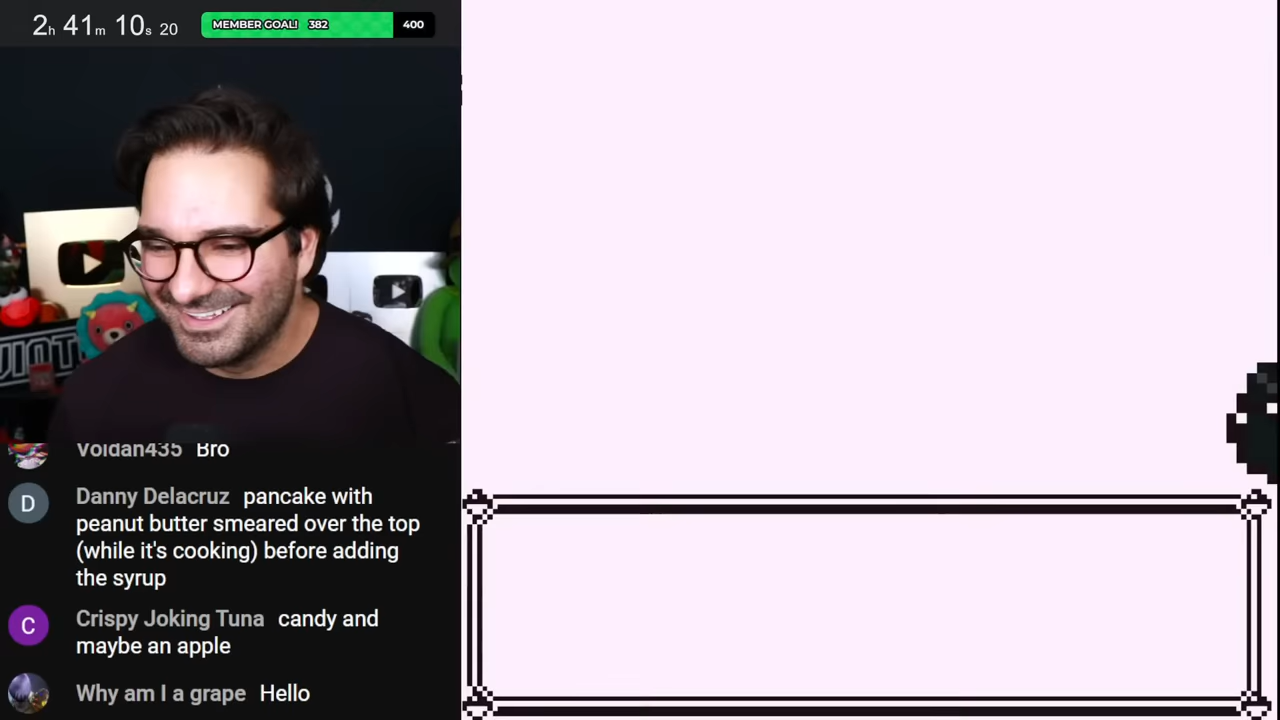 2h 41m 10s 20
MEMBER GOAL! 382 400
Voidan435 Bro
D
Danny Delacruz pancake with
peanut butter smeared over the top
(while it's cooking) before adding
the syrup
C
Crispy Joking Tuna candy and
maybe an apple
Why am I a grape Hello